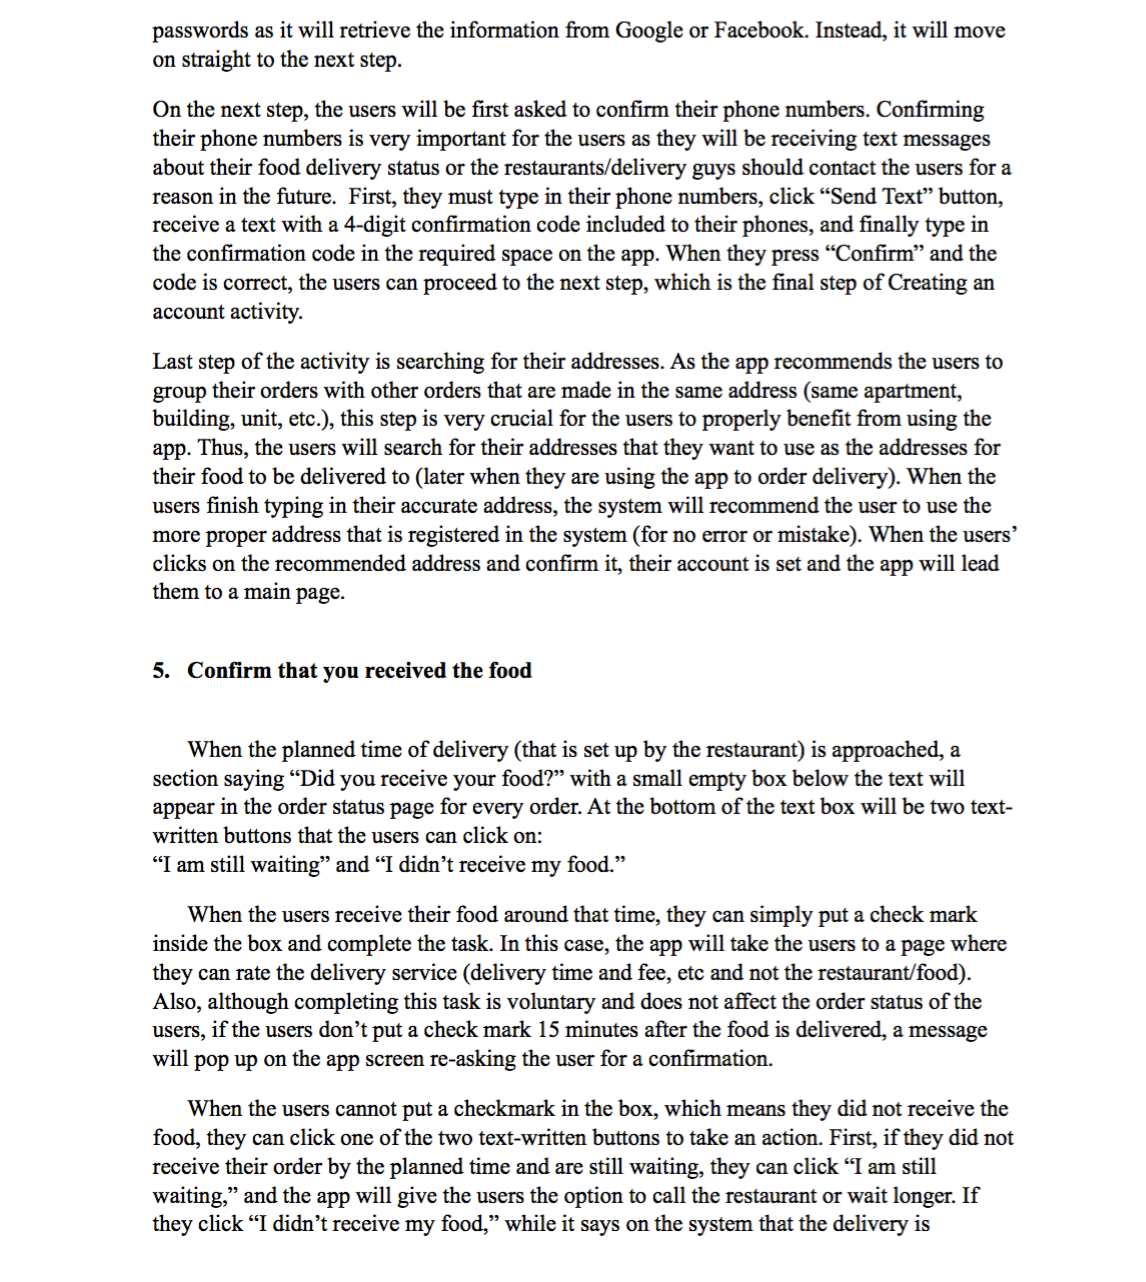 passwords as it will retrieve the information from Google or Facebook. Instead, it will move
on straight to the next step.
On the next step, the users will be first asked to confirm their phone numbers. Confirming
their phone numbers is very important for the users as they will be receiving text messages
about their food delivery status or the restaurants/delivery guys should contact the users for a
reason in the future.  First, they must type in their phone numbers, click “Send Text” button,
receive a text with a 4-digit confirmation code included to their phones, and finally type in
the confirmation code in the required space on the app. When they press “Confirm” and the
code is correct, the users can proceed to the next step, which is the final step of Creating an
account activity.
Last step of the activity is searching for their addresses. As the app recommends the users to
group their orders with other orders that are made in the same address (same apartment,
building, unit, etc.), this step is very crucial for the users to properly benefit from using the
app. Thus, the users will search for their addresses that they want to use as the addresses for
their food to be delivered to (later when they are using the app to order delivery). When the
users finish typing in their accurate address, the system will recommend the user to use the
more proper address that is registered in the system (for no error or mistake). When the users’
clicks on the recommended address and confirm it, their account is set and the app will lead
them to a main page.
5. Confirm that you received the food
When the planned time of delivery (that is set up by the restaurant) is approached, a
section saying “Did you receive your food?” with a small empty box below the text will
appear in the order status page for every order. At the bottom of the text box will be two text-
written buttons that the users can click on:
“I am still waiting” and “I didn’t receive my food.”
When the users receive their food around that time, they can simply put a check mark
inside the box and complete the task. In this case, the app will take the users to a page where
they can rate the delivery service (delivery time and fee, etc and not the restaurant/food).
Also, although completing this task is voluntary and does not affect the order status of the
users, if the users don’t put a check mark 15 minutes after the food is delivered, a message
will pop up on the app screen re-asking the user for a confirmation.
When the users cannot put a checkmark in the box, which means they did not receive the
food, they can click one of the two text-written buttons to take an action. First, if they did not
receive their order by the planned time and are still waiting, they can click “I am still
waiting,” and the app will give the users the option to call the restaurant or wait longer. If
they click “I didn’t receive my food,” while it says on the system that the delivery is